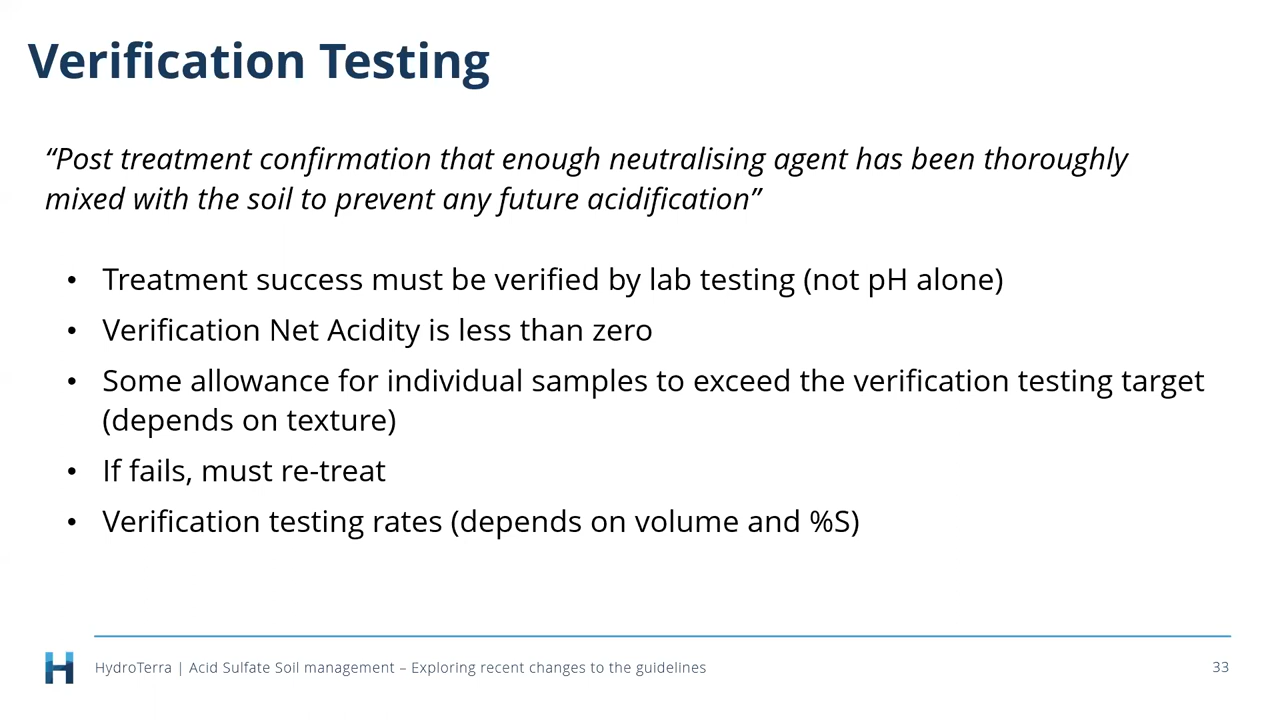 Verification Testing
“Post treatment confirmation that enough neutralising agent has been thoroughly
mixed with the soil to prevent any future acidification”
• Treatment success must be verified by lab testing (not pH alone)
• Verification Net Acidity is less than zero
• Some allowance for individual samples to exceed the verification testing target
(depends on texture)
• If fails, must re-treat
• Verification testing rates (depends on volume and %S)
HydroTerra | Acid Sulfate Soil management – Exploring recent changes to the guidelines
33